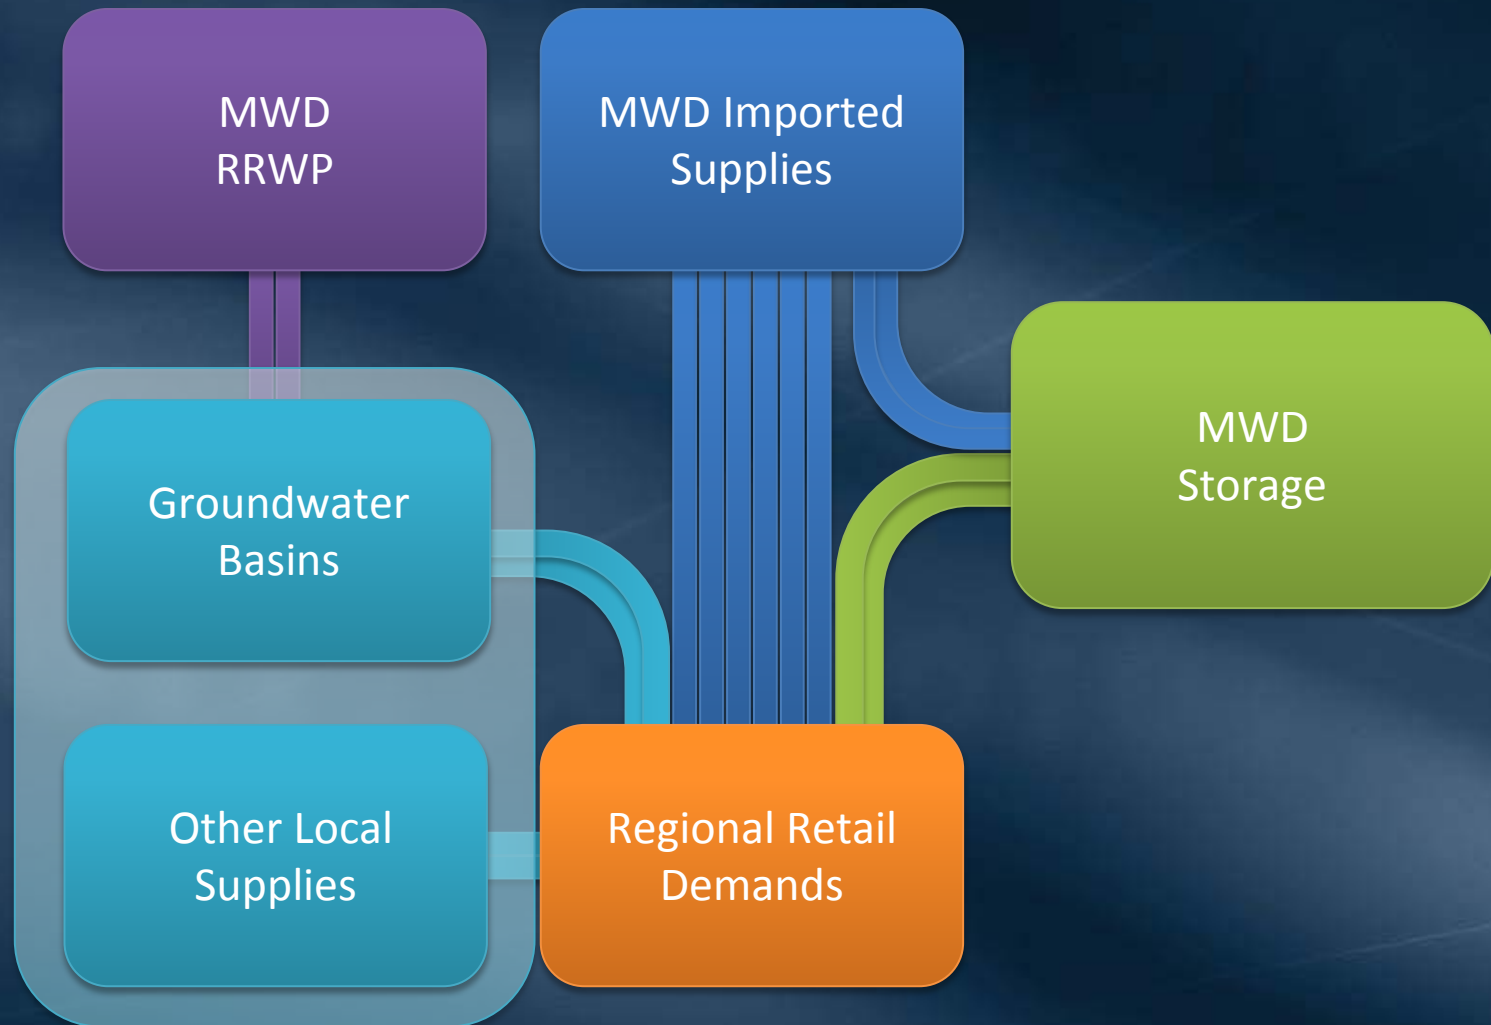 MWD
RRWP
MWD Imported
Supplies
MWD
Storage
Groundwater
Basins
Other Local
Supplies
Regional Retail
Demands